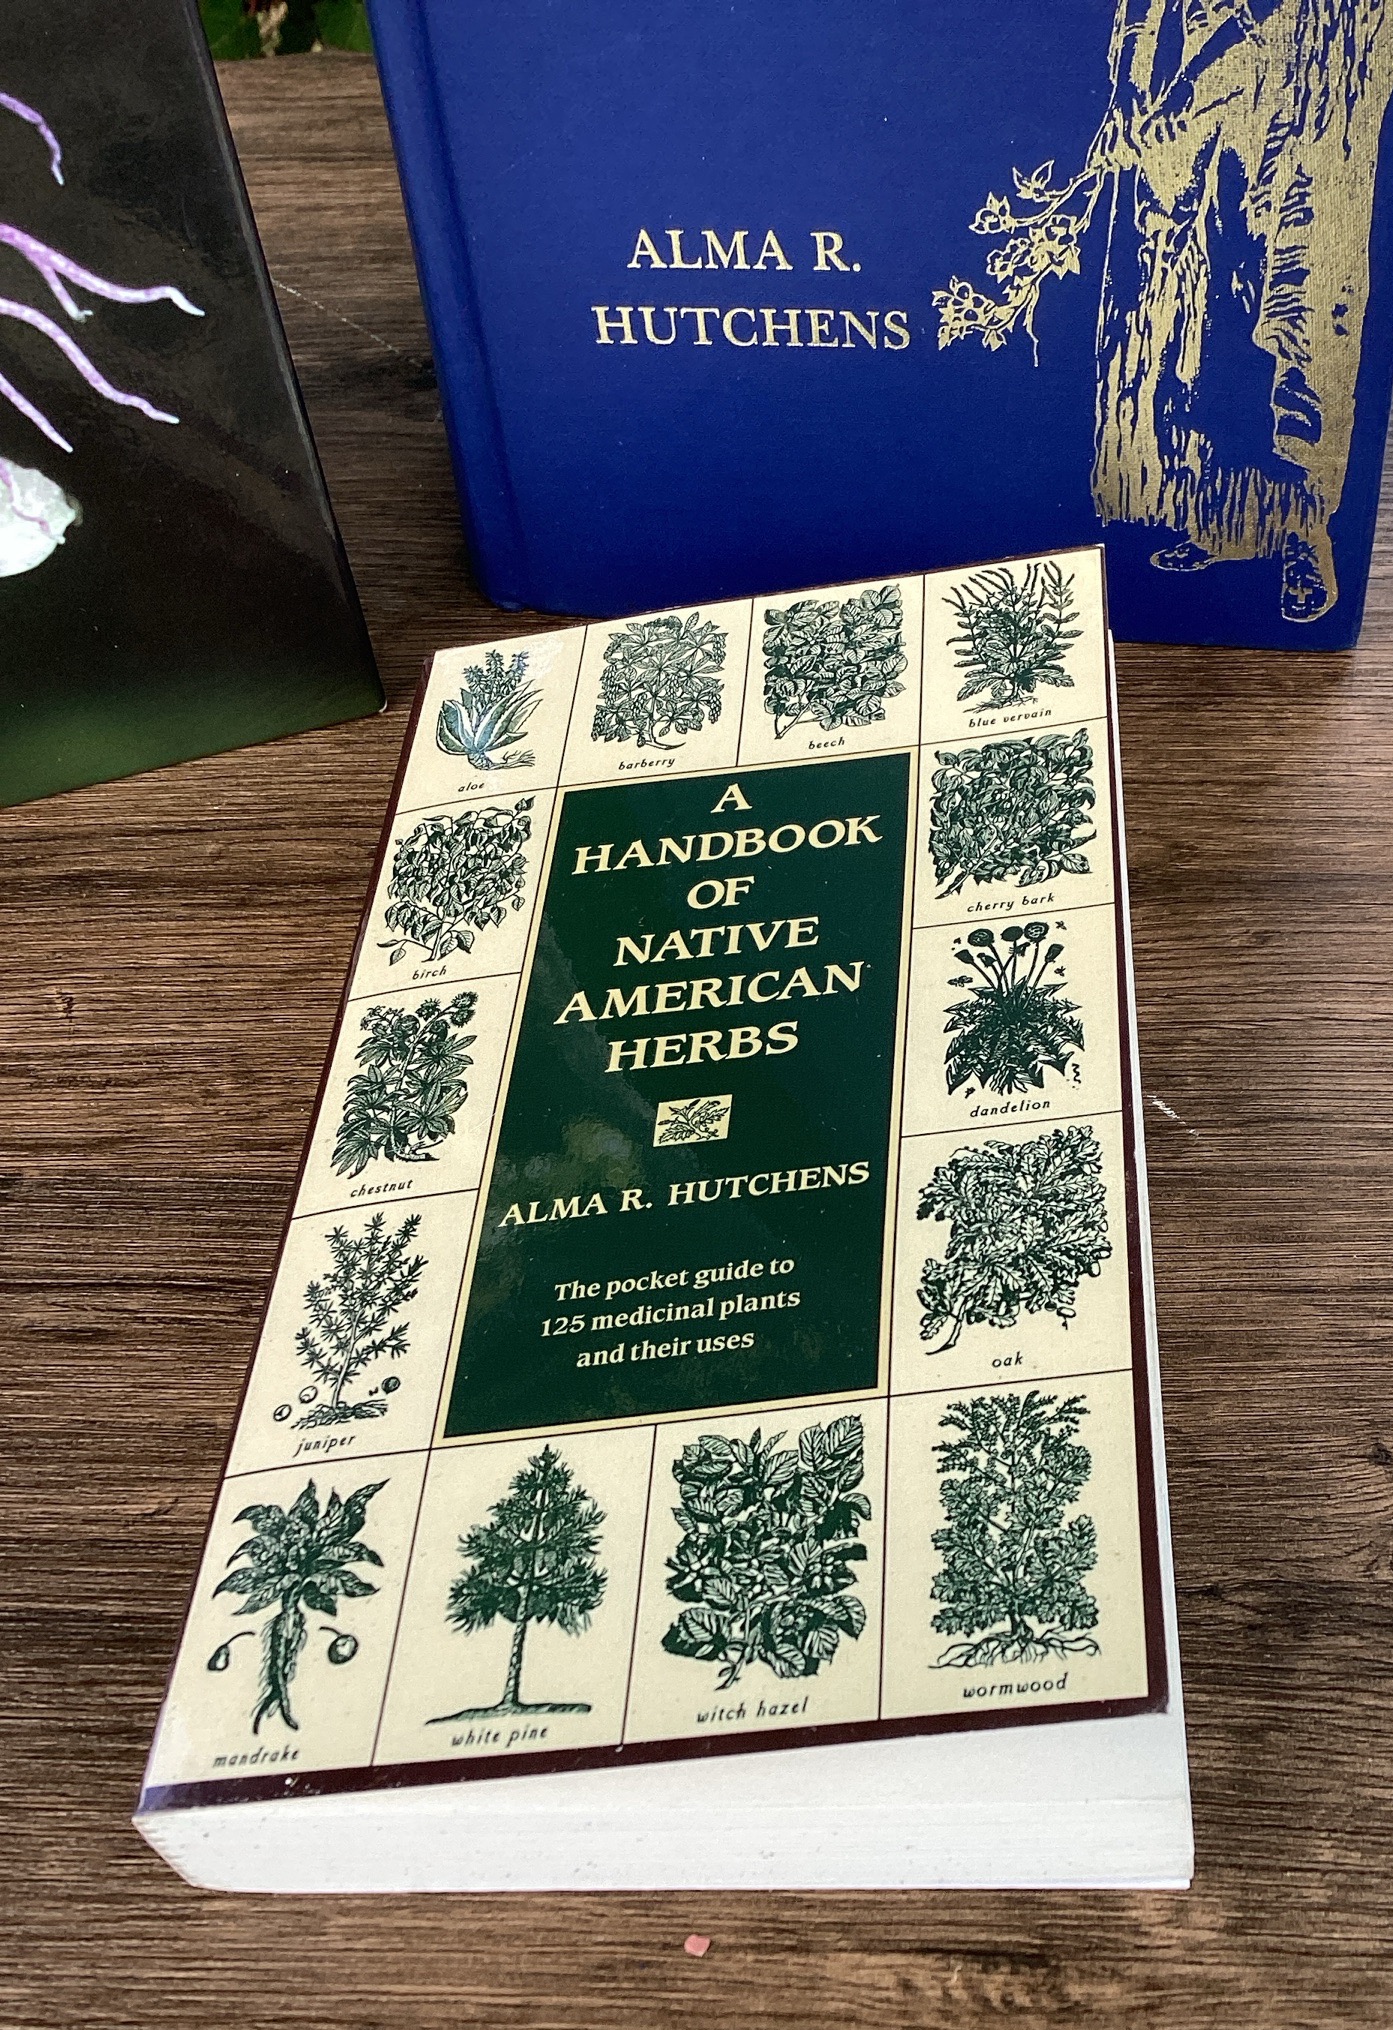 ALMA R.
HUTCHENS
aloe
barberry
beech
blue vervain
birch
cherry bark
chestnut
dandelion
juniper
oak
mandrake
white pine
witch hazel
wormwood
A
HANDBOOK
OF
NATIVE
AMERICAN
HERBS
ALMA R. HUTCHENS
The pocket guide to
125 medicinal plants
and their uses